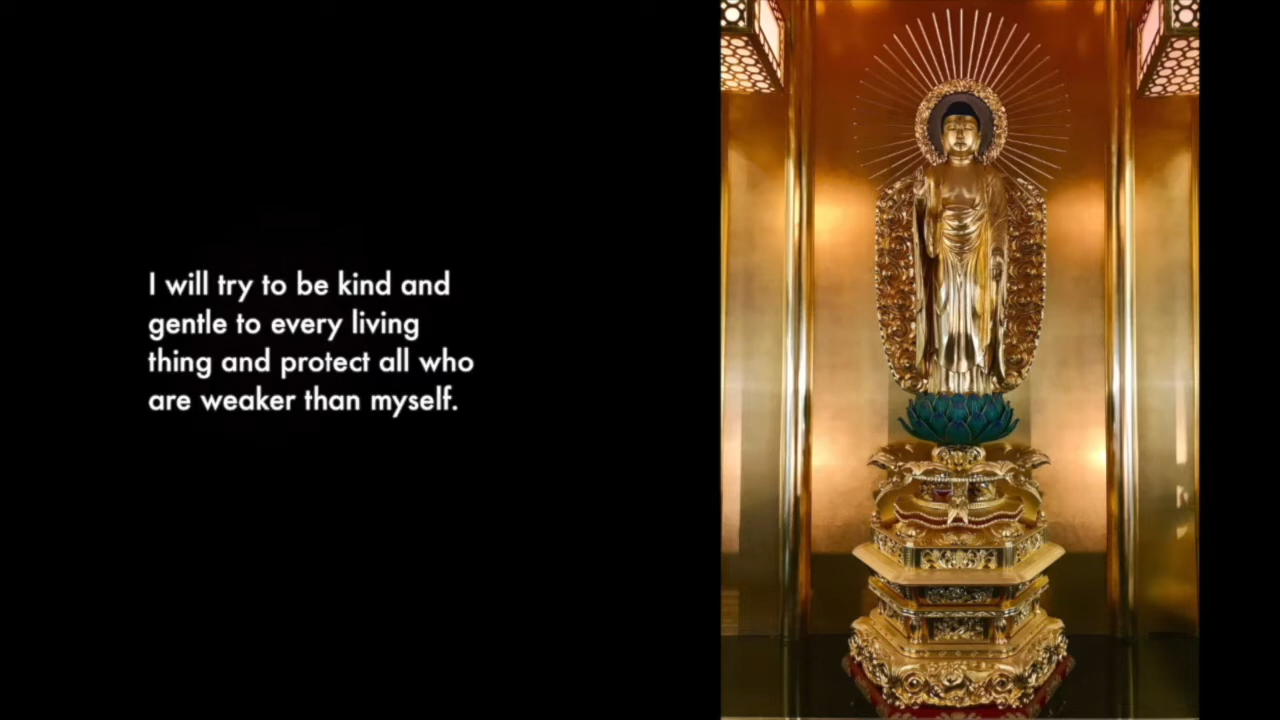 I will try to be kind and
gentle to every living
thing and protect all who
are weaker than myself.